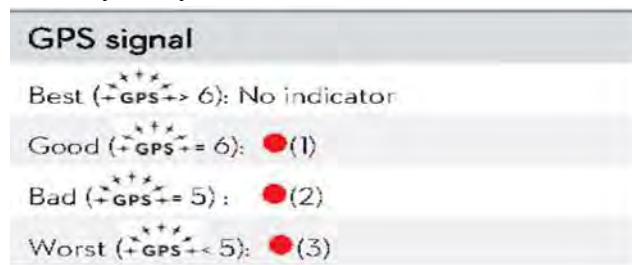 GPS signal
Best (GPS > 6): No indicator
Good (GPS = 6): (1)
Bad (GPS = 5) : (2)
Worst (GPS < 5): (3)